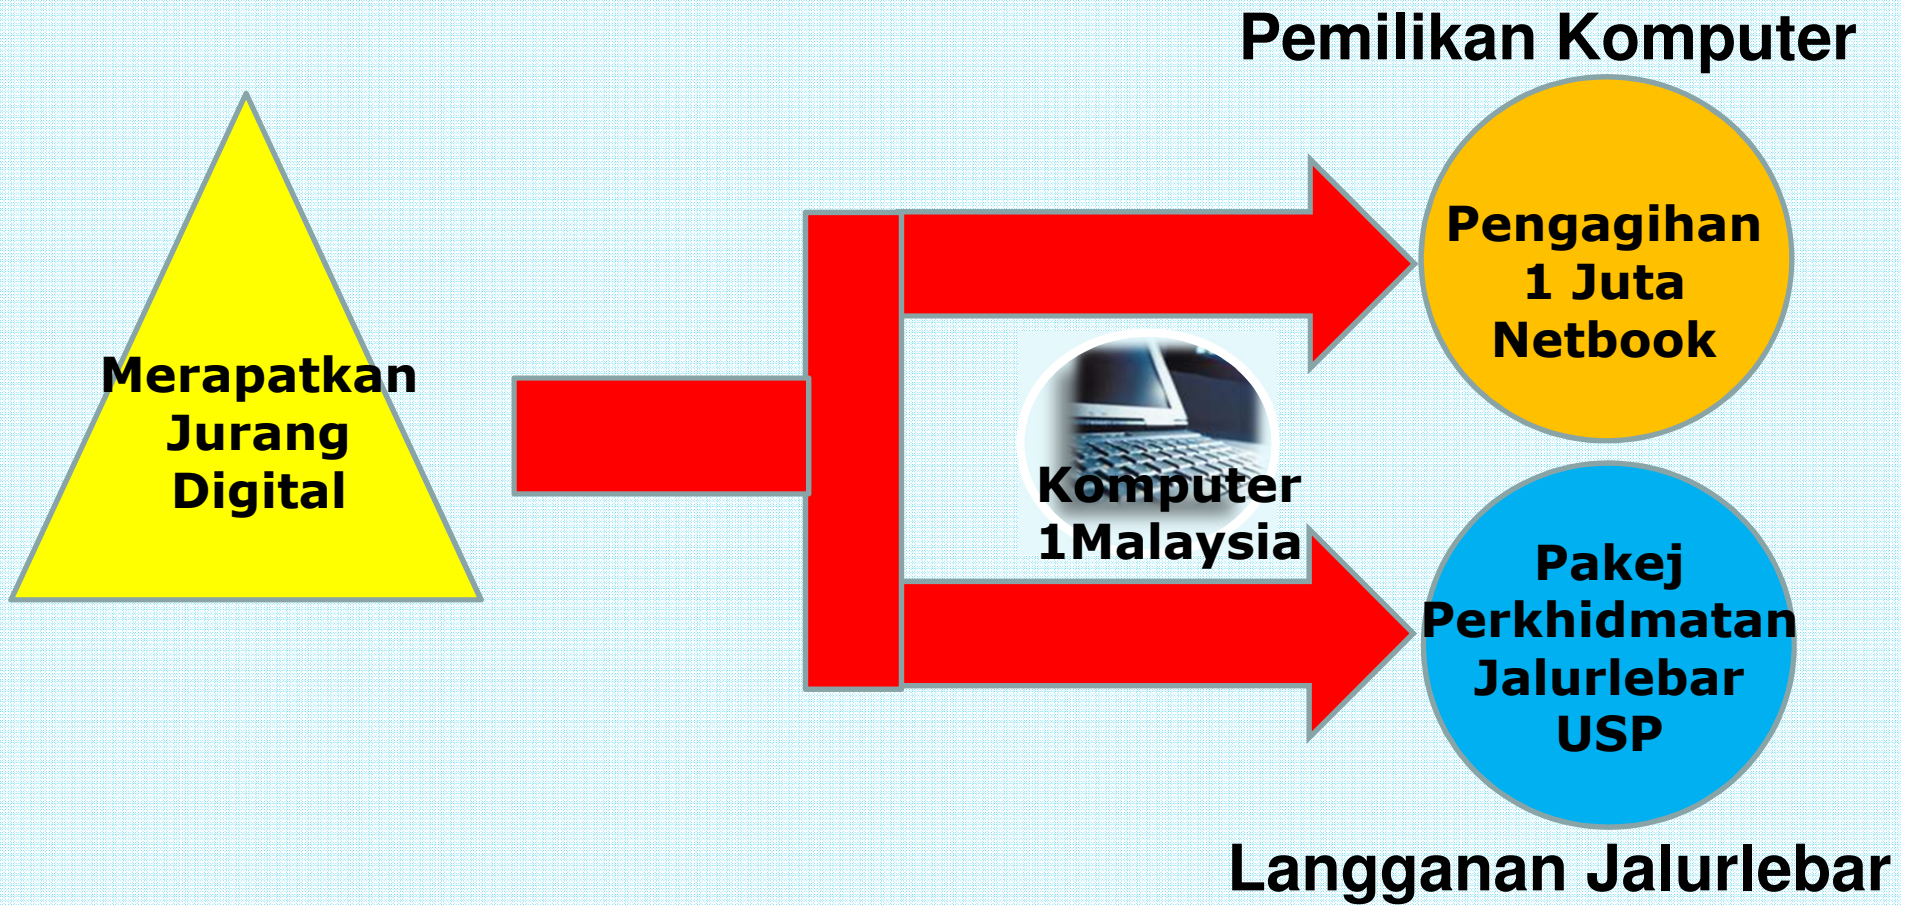 Pemilikan Komputer
Merapatkan
Jurang
Digital
Pengagihan
1 Juta
Netbook
Komputer
1Malaysia
Pakej
Perkhidmatan
Jalurlebar
USP
Langganan Jalurlebar